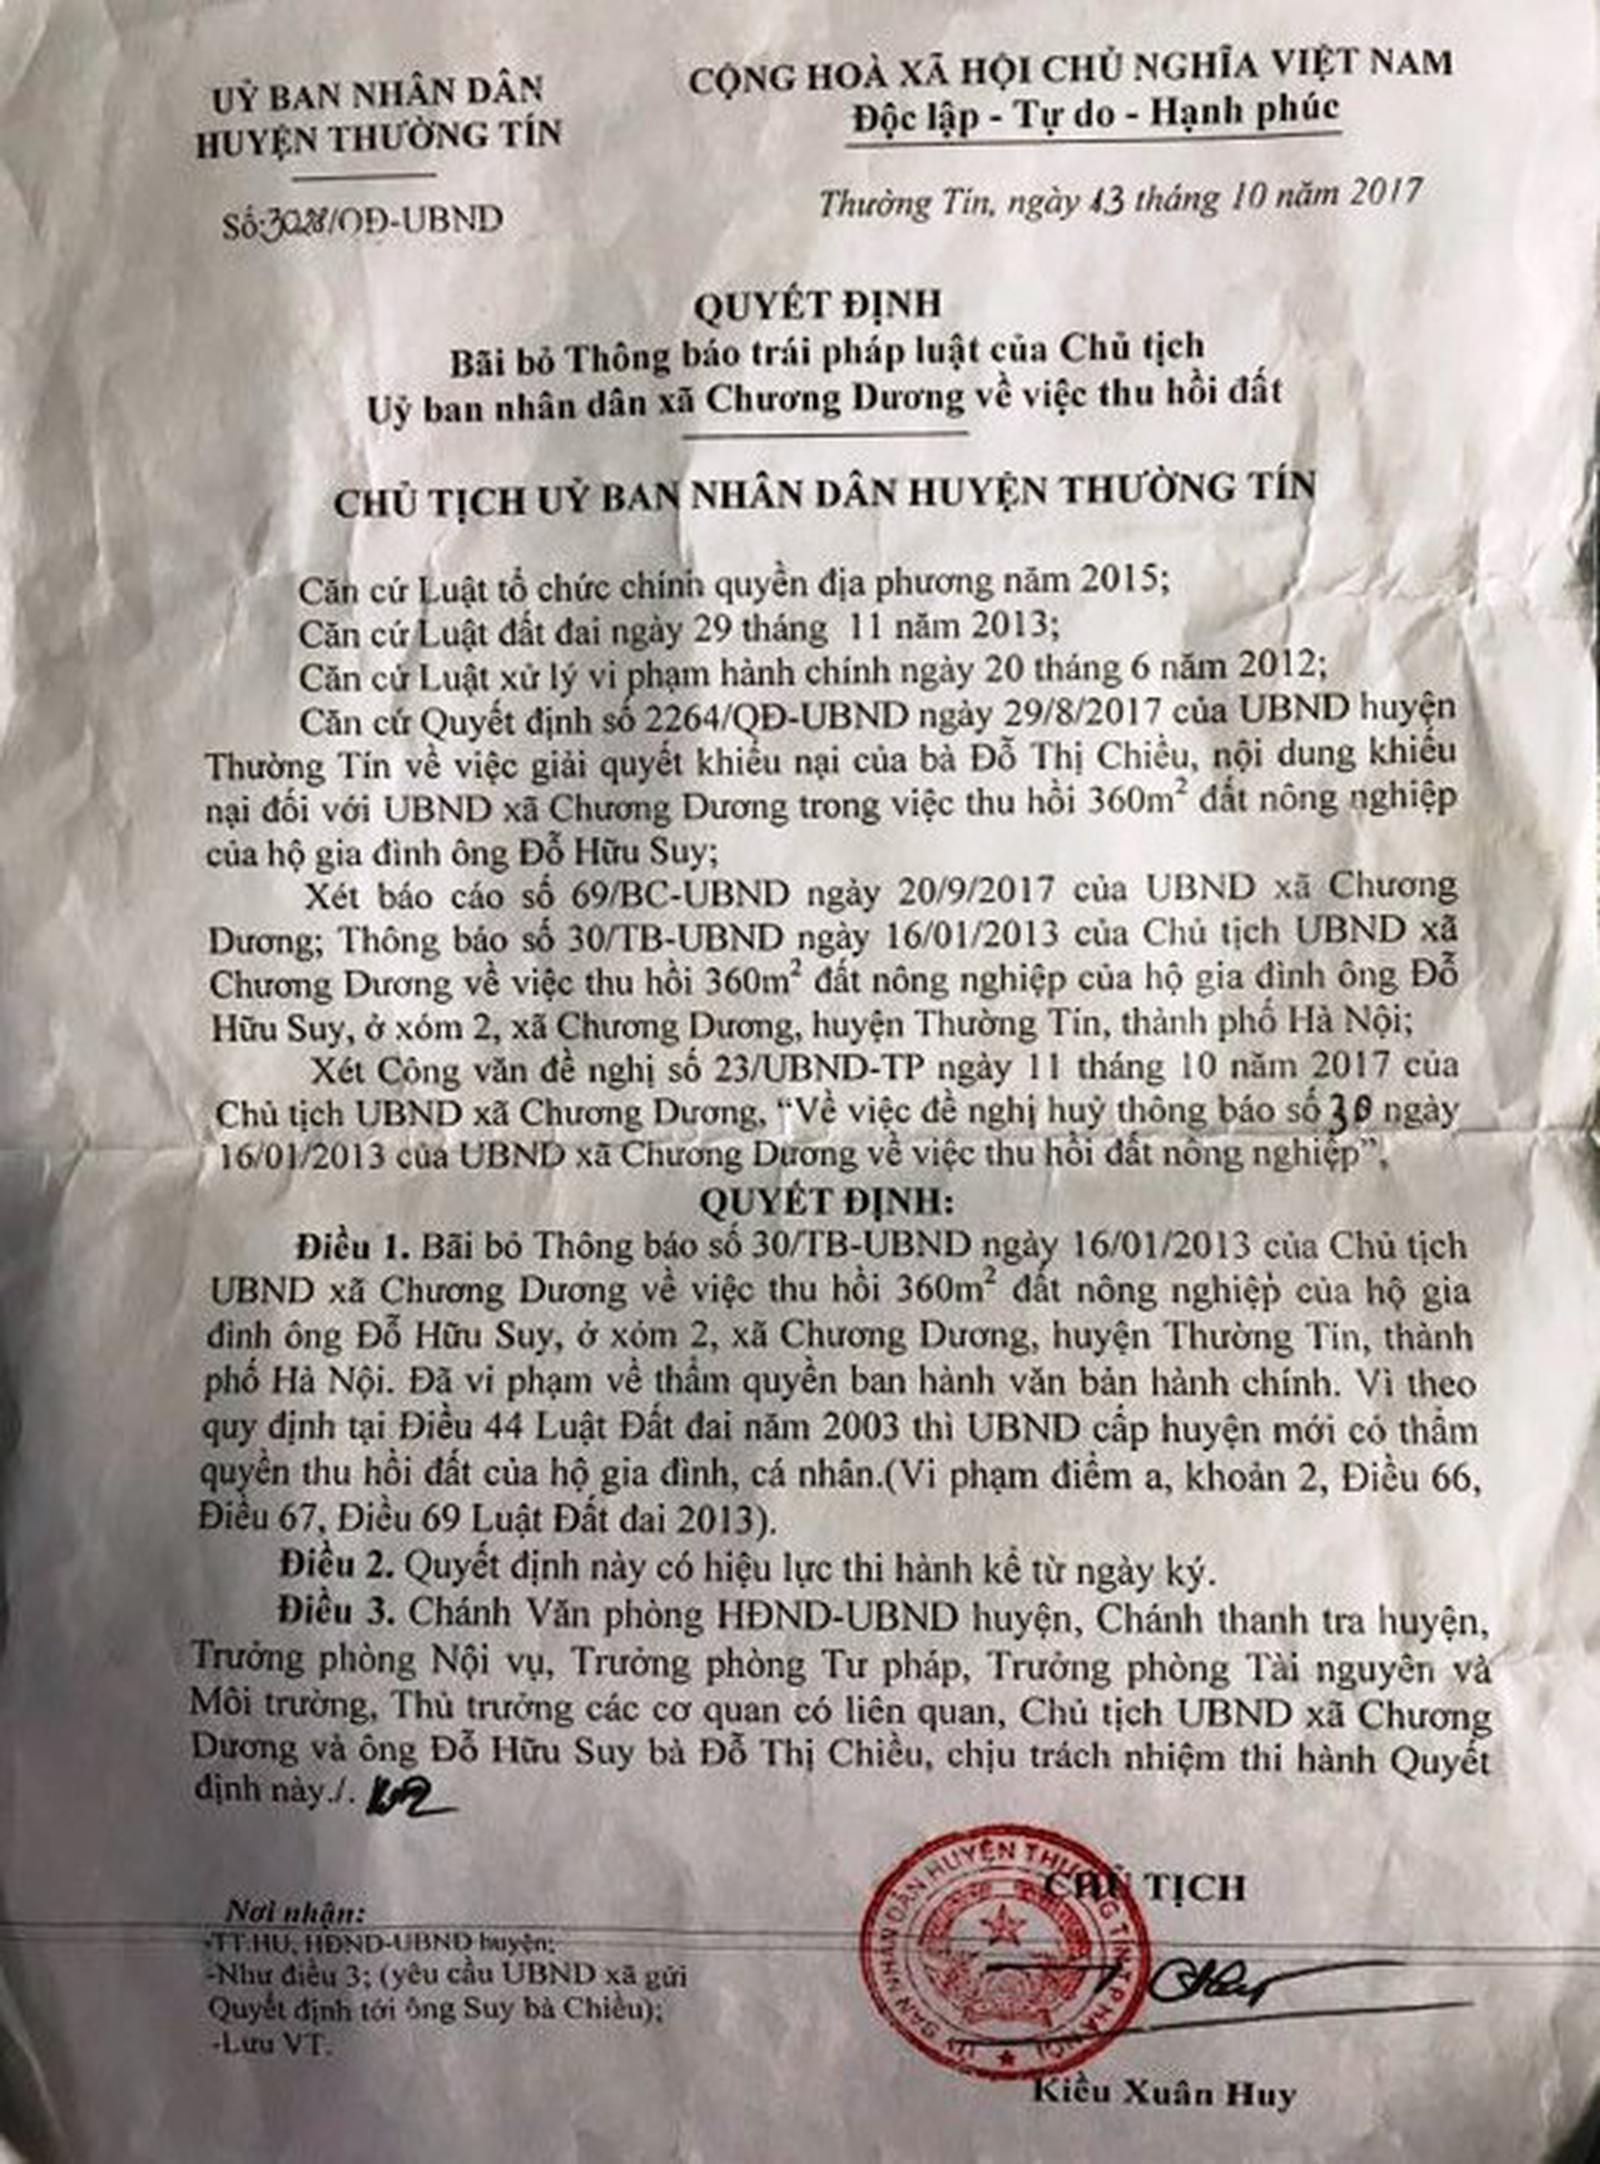 UỶ BAN NHÂN DÂN
HUYỆN THƯỜNG TÍN
CỘNG HOÀ XÃ HỘI CHỦ NGHĨA VIỆT NAM
Độc lập - Tự do - Hạnh phúc
Số:3028/QĐ-UBND
Thường Tín, ngày 13 tháng 10 năm 2017
QUYẾT ĐỊNH
Bãi bỏ Thông báo trái pháp luật của Chủ tịch
Uỷ ban nhân dân xã Chương Dương về việc thu hồi đất
CHỦ TỊCH UỶ BAN NHÂN DÂN HUYỆN THƯỜNG TÍN
Căn cứ Luật tổ chức chính quyền địa phương năm 2015;
Căn cứ Luật đất đai ngày 29 tháng 11 năm 2013;
Căn cứ Luật xử lý vi phạm hành chính ngày 20 tháng 6 năm 2012;
Căn cứ Quyết định số 2264/QĐ-UBND ngày 29/8/2017 của UBND huyện
Thường Tín về việc giải quyết khiếu nại của bà Đỗ Thị Chiều, nội dung khiếu
nại đối với UBND xã Chương Dương trong việc thu hồi 360m² đất nông nghiệp
của hộ gia đình ông Đỗ Hữu Suy;
Xét báo cáo số 69/BC-UBND ngày 20/9/2017 của UBND xã Chương
Dương; Thông báo số 30/TB-UBND ngày 16/01/2013 của Chủ tịch UBND xã
Chương Dương về việc thu hồi 360m² đất nông nghiệp của hộ gia đình ông Đỗ
Hữu Suy, ở xóm 2, xã Chương Dương, huyện Thường Tín, thành phố Hà Nội;
Xét Công văn đề nghị số 23/UBND-TP ngày 11 tháng 10 năm 2017 của
Chủ tịch UBND xã Chương Dương, “Về việc đề nghị huỷ thông báo số 30 ngày
16/01/2013 của UBND xã Chương Dương về việc thu hồi đất nông nghiệp”,
QUYẾT ĐỊNH:
Điều 1. Bãi bỏ Thông báo số 30/TB-UBND ngày 16/01/2013 của Chủ tịch
UBND xã Chương Dương về việc thu hồi 360m² đất nông nghiệp của hộ gia
đình ông Đỗ Hữu Suy, ở xóm 2, xã Chương Dương, huyện Thường Tín, thành
phố Hà Nội. Đã vi phạm về thẩm quyền ban hành văn bản hành chính. Vì theo
quy định tại Điều 44 Luật Đất đai năm 2003 thì UBND cấp huyện mới có thẩm
quyền thu hồi đất của hộ gia đình, cá nhân.(Vi phạm điểm a, khoản 2, Điều 66,
Điều 67, Điều 69 Luật Đất đai 2013).
Điều 2. Quyết định này có hiệu lực thi hành kể từ ngày ký.
Điều 3. Chánh Văn phòng HĐND-UBND huyện, Chánh thanh tra huyện,
Trưởng phòng Nội vụ, Trưởng phòng Tư pháp, Trưởng phòng Tài nguyên và
Môi trường, Thủ trưởng các cơ quan có liên quan, Chủ tịch UBND xã Chương
Dương và ông Đỗ Hữu Suy bà Đỗ Thị Chiều, chịu trách nhiệm thi hành Quyết
định này./.
CHỦ TỊCH
UỶ BAN NHÂN DÂN HUYỆN THƯỜNG TÍN T.P HÀ NỘI
Nơi nhận:
-TT.HU, HĐND-UBND huyện;
-Như điều 3; (yêu cầu UBND xã gửi
Quyết định tới ông Suy bà Chiều);
-Lưu VT.
Kiều Xuân Huy